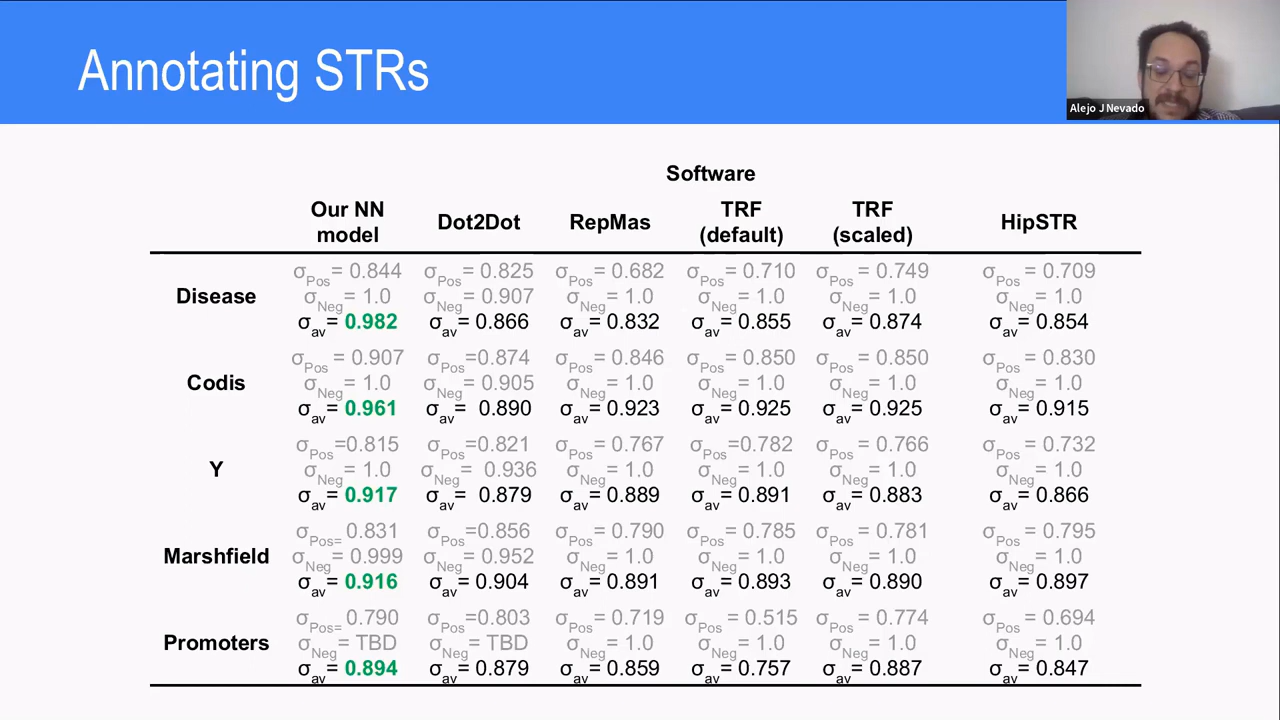 Annotating STRs
Alejo J Nevado
Software
Our NN model Dot2Dot RepMas TRF (default) TRF (scaled) HipSTR
σPos= 0.844 σPos= 0.825 σPos= 0.682 σPos= 0.710 σPos= 0.749 σPos= 0.709
Disease σNeg= 1.0 σNeg= 0.907 σNeg= 1.0 σNeg= 1.0 σNeg= 1.0 σNeg= 1.0
σav= 0.982 σav= 0.866 σav= 0.832 σav= 0.855 σav= 0.874 σav= 0.854
σPos= 0.907 σPos=0.874 σPos= 0.846 σPos= 0.850 σPos= 0.850 σPos= 0.830
Codis σNeg= 1.0 σNeg= 0.905 σNeg= 1.0 σNeg= 1.0 σNeg= 1.0 σNeg= 1.0
σav= 0.961 σav= 0.890 σav= 0.923 σav= 0.925 σav= 0.925 σav= 0.915
σPos=0.815 σPos=0.821 σPos= 0.767 σPos=0.782 σPos= 0.766 σPos= 0.732
Y σNeg= 1.0 σNeg= 0.936 σNeg= 1.0 σNeg= 1.0 σNeg= 1.0 σNeg= 1.0
σav= 0.917 σav= 0.879 σav= 0.889 σav= 0.891 σav= 0.883 σav= 0.866
σPos= 0.831 σPos=0.856 σPos= 0.790 σPos= 0.785 σPos= 0.781 σPos= 0.795
Marshfield σNeg= 0.999 σNeg= 0.952 σNeg= 1.0 σNeg= 1.0 σNeg= 1.0 σNeg= 1.0
σav= 0.916 σav= 0.904 σav= 0.891 σav= 0.893 σav= 0.890 σav= 0.897
σPos= 0.790 σPos=0.803 σPos= 0.719 σPos= 0.515 σPos= 0.774 σPos= 0.694
Promoters σNeg= TBD σNeg= TBD σNeg= 1.0 σNeg= 1.0 σNeg= 1.0 σNeg= 1.0
σav= 0.894 σav= 0.879 σav= 0.859 σav= 0.757 σav= 0.887 σav= 0.847